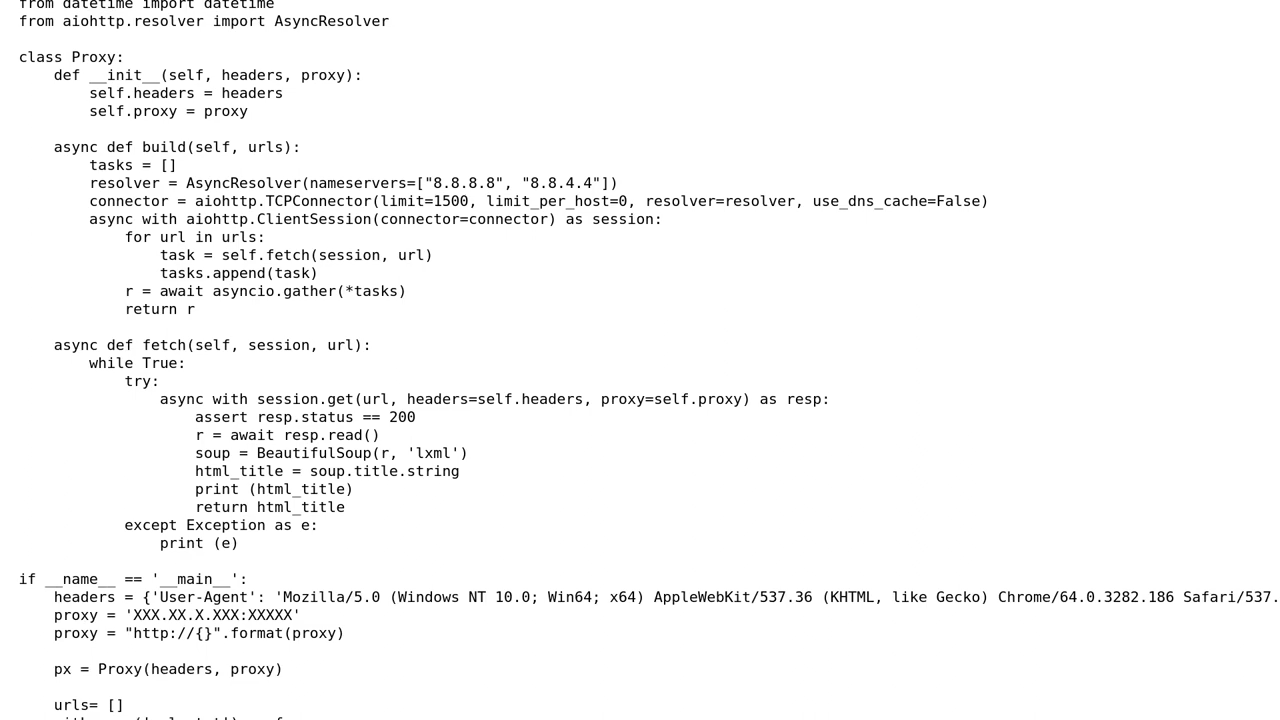 from datetime import datetime
from aiohttp.resolver import AsyncResolver

class Proxy:
    def __init__(self, headers, proxy):
        self.headers = headers
        self.proxy = proxy

    async def build(self, urls):
        tasks = []
        resolver = AsyncResolver(nameservers=["8.8.8.8", "8.8.4.4"])
        connector = aiohttp.TCPConnector(limit=1500, limit_per_host=0, resolver=resolver, use_dns_cache=False)
        async with aiohttp.ClientSession(connector=connector) as session:
            for url in urls:
                task = self.fetch(session, url)
                tasks.append(task)
            r = await asyncio.gather(*tasks)
            return r

    async def fetch(self, session, url):
        while True:
            try:
                async with session.get(url, headers=self.headers, proxy=self.proxy) as resp:
                    assert resp.status == 200
                    r = await resp.read()
                    soup = BeautifulSoup(r, 'lxml')
                    html_title = soup.title.string
                    print (html_title)
                    return html_title
            except Exception as e:
                print (e)

if __name__ == '__main__':
    headers = {'User-Agent': 'Mozilla/5.0 (Windows NT 10.0; Win64; x64) AppleWebKit/537.36 (KHTML, like Gecko) Chrome/64.0.3282.186 Safari/537.
    proxy = 'XXX.XX.X.XXX:XXXXX'
    proxy = "http://{}".format(proxy)

    px = Proxy(headers, proxy)

    urls= []